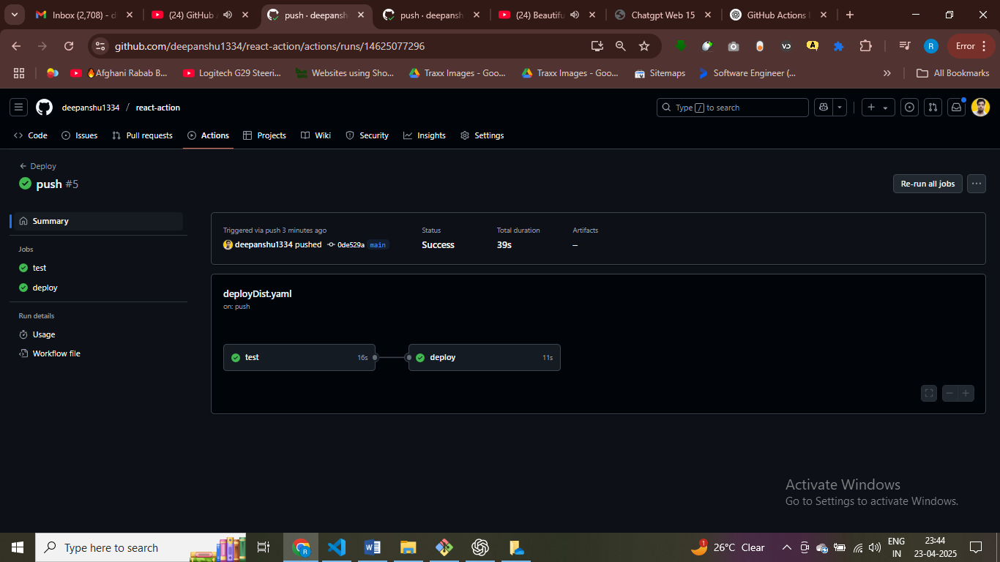 Inbox (2,708) - d
(24) GitHub A
push · deepansh
push · deepansh
(24) Beautifu
Chatgpt Web 15
GitHub Actions
github.com/deepanshu1334/react-action/actions/runs/14625077296
VD
A
R
Error
🔥Afghani Rabab B...
Logitech G29 Steeri...
Websites using Sho...
Traxx Images - Goo...
Traxx Images - Goo...
Sitemaps
Software Engineer (...
All Bookmarks
deepanshu1334 / react-action
Type / to search
Code
Issues
Pull requests
Actions
Projects
Wiki
Security
Insights
Settings
← Deploy
push #5
Re-run all jobs
Summary
Jobs
test
deploy
Run details
Usage
Workflow file
Triggered via push 3 minutes ago
deepanshu1334 pushed 0de529a main
Status
Success
Total duration
39s
Artifacts
–
deployDist.yaml
on: push
test 16s
deploy 11s
Activate Windows
Go to Settings to activate Windows.
Type here to search
1
26°C Clear
ENG
IN
23:44
23-04-2025